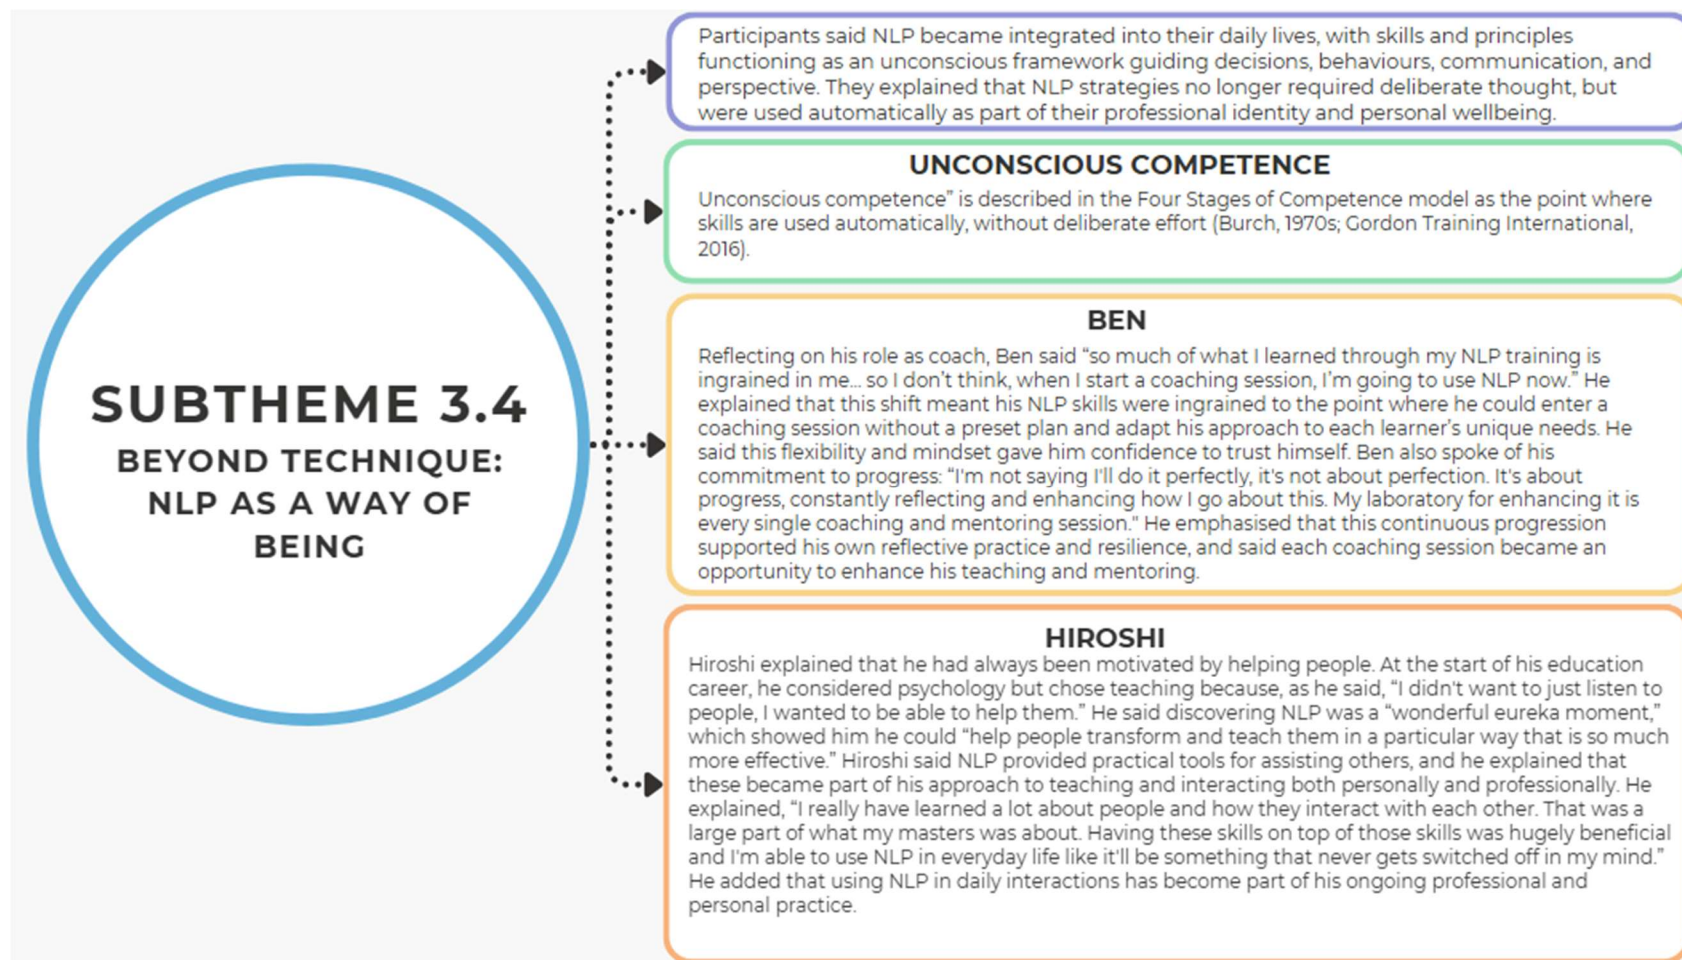 SUBTHEME 3.4
BEYOND TECHNIQUE:
NLP AS A WAY OF
BEING
Participants said NLP became integrated into their daily lives, with skills and principles
functioning as an unconscious framework guiding decisions, behaviours, communication, and
perspective. They explained that NLP strategies no longer required deliberate thought, but
were used automatically as part of their professional identity and personal wellbeing.
UNCONSCIOUS COMPETENCE
Unconscious competence” is described in the Four Stages of Competence model as the point where
skills are used automatically, without deliberate effort (Burch, 1970s; Gordon Training International,
2016).
BEN
Reflecting on his role as coach, Ben said “so much of what I learned through my NLP training is
ingrained in me... so I don’t think, when I start a coaching session, I’m going to use NLP now.” He
explained that this shift meant his NLP skills were ingrained to the point where he could enter a
coaching session without a preset plan and adapt his approach to each learner’s unique needs. He
said this flexibility and mindset gave him confidence to trust himself. Ben also spoke of his
commitment to progress: “I'm not saying I'll do it perfectly, it's not about perfection. It's about
progress, constantly reflecting and enhancing how I go about this. My laboratory for enhancing it is
every single coaching and mentoring session." He emphasised that this continuous progression
supported his own reflective practice and resilience, and said each coaching session became an
opportunity to enhance his teaching and mentoring.
HIROSHI
Hiroshi explained that he had always been motivated by helping people. At the start of his education
career, he considered psychology but chose teaching because, as he said, “I didn't want to just listen to
people, I wanted to be able to help them.” He said discovering NLP was a “wonderful eureka moment,”
which showed him he could “help people transform and teach them in a particular way that is so much
more effective.” Hiroshi said NLP provided practical tools for assisting others, and he explained that
these became part of his approach to teaching and interacting both personally and professionally. He
explained, “I really have learned a lot about people and how they interact with each other. That was a
large part of what my masters was about. Having these skills on top of those skills was hugely beneficial
and I'm able to use NLP in everyday life like it'll be something that never gets switched off in my mind.”
He added that using NLP in daily interactions has become part of his ongoing professional and
personal practice.